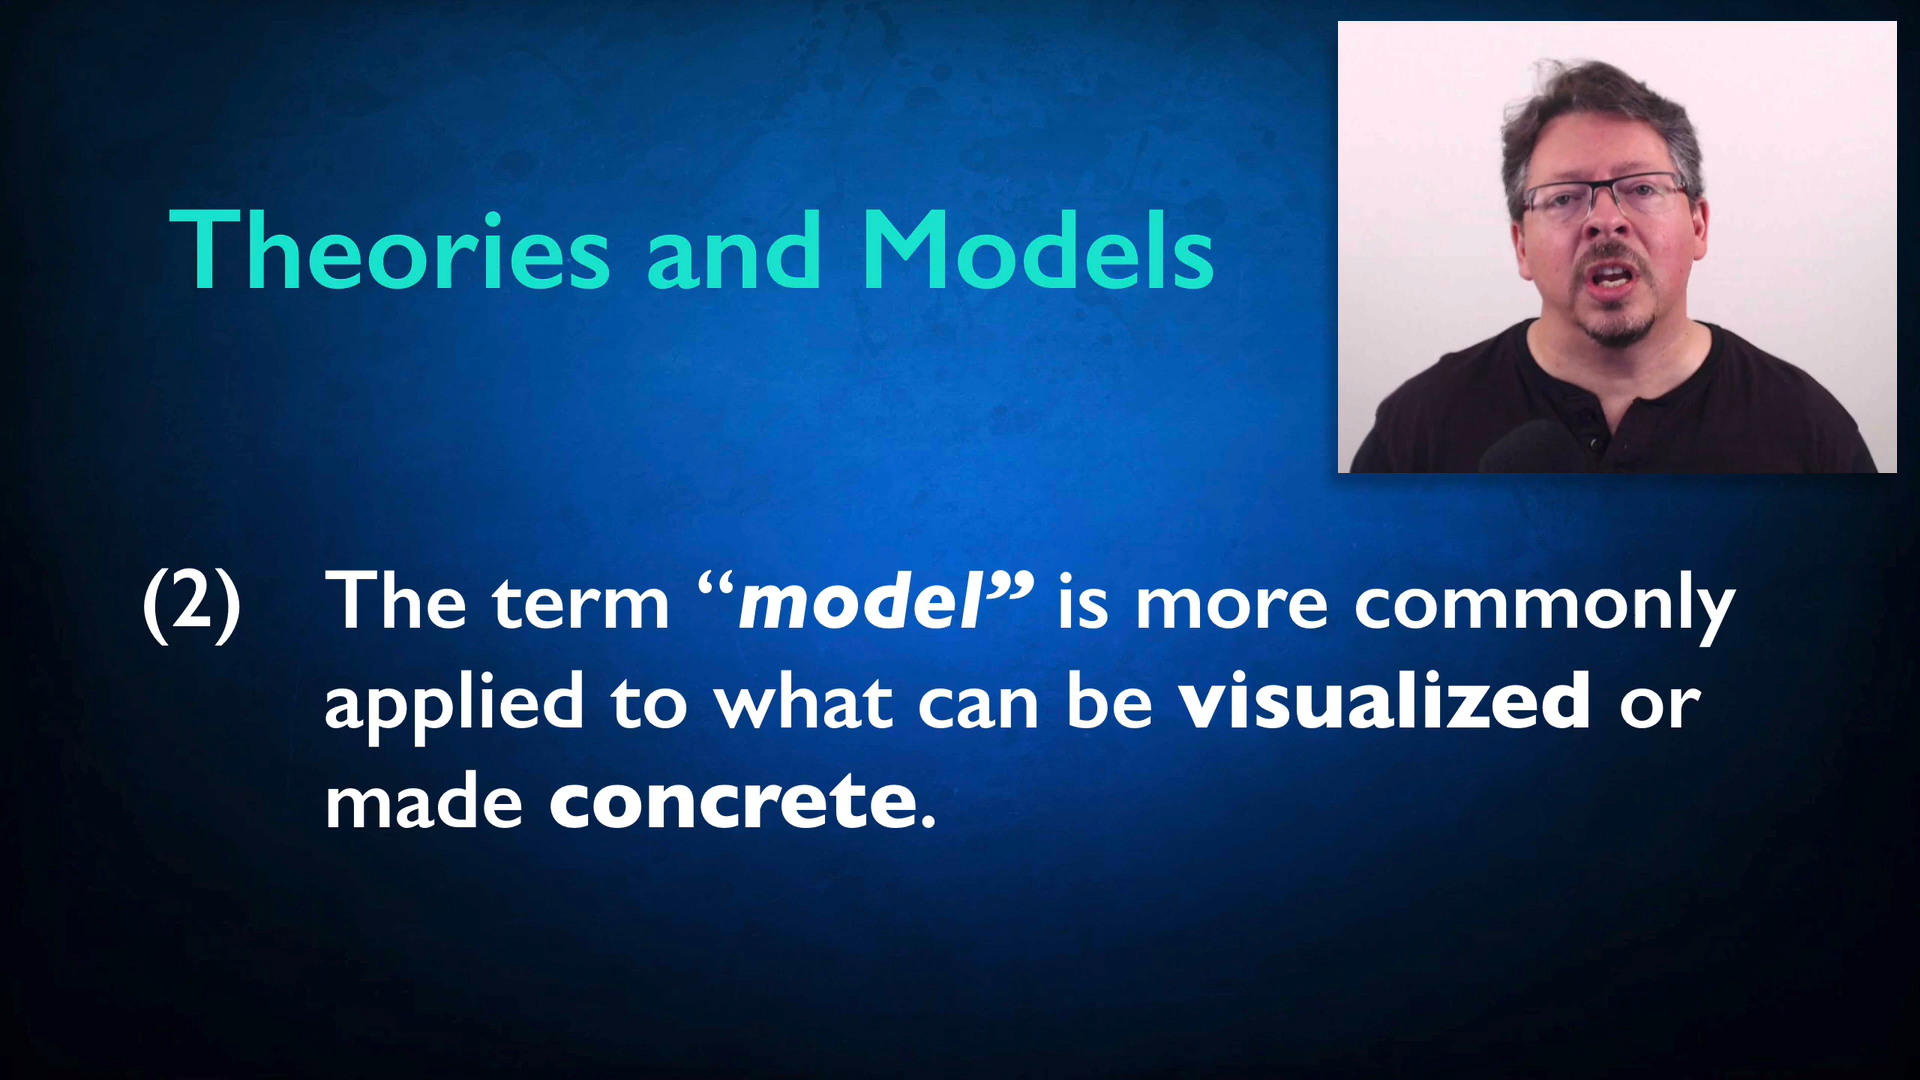 Theories and Models
(2) The term “model” is more commonly
applied to what can be visualized or
made concrete.